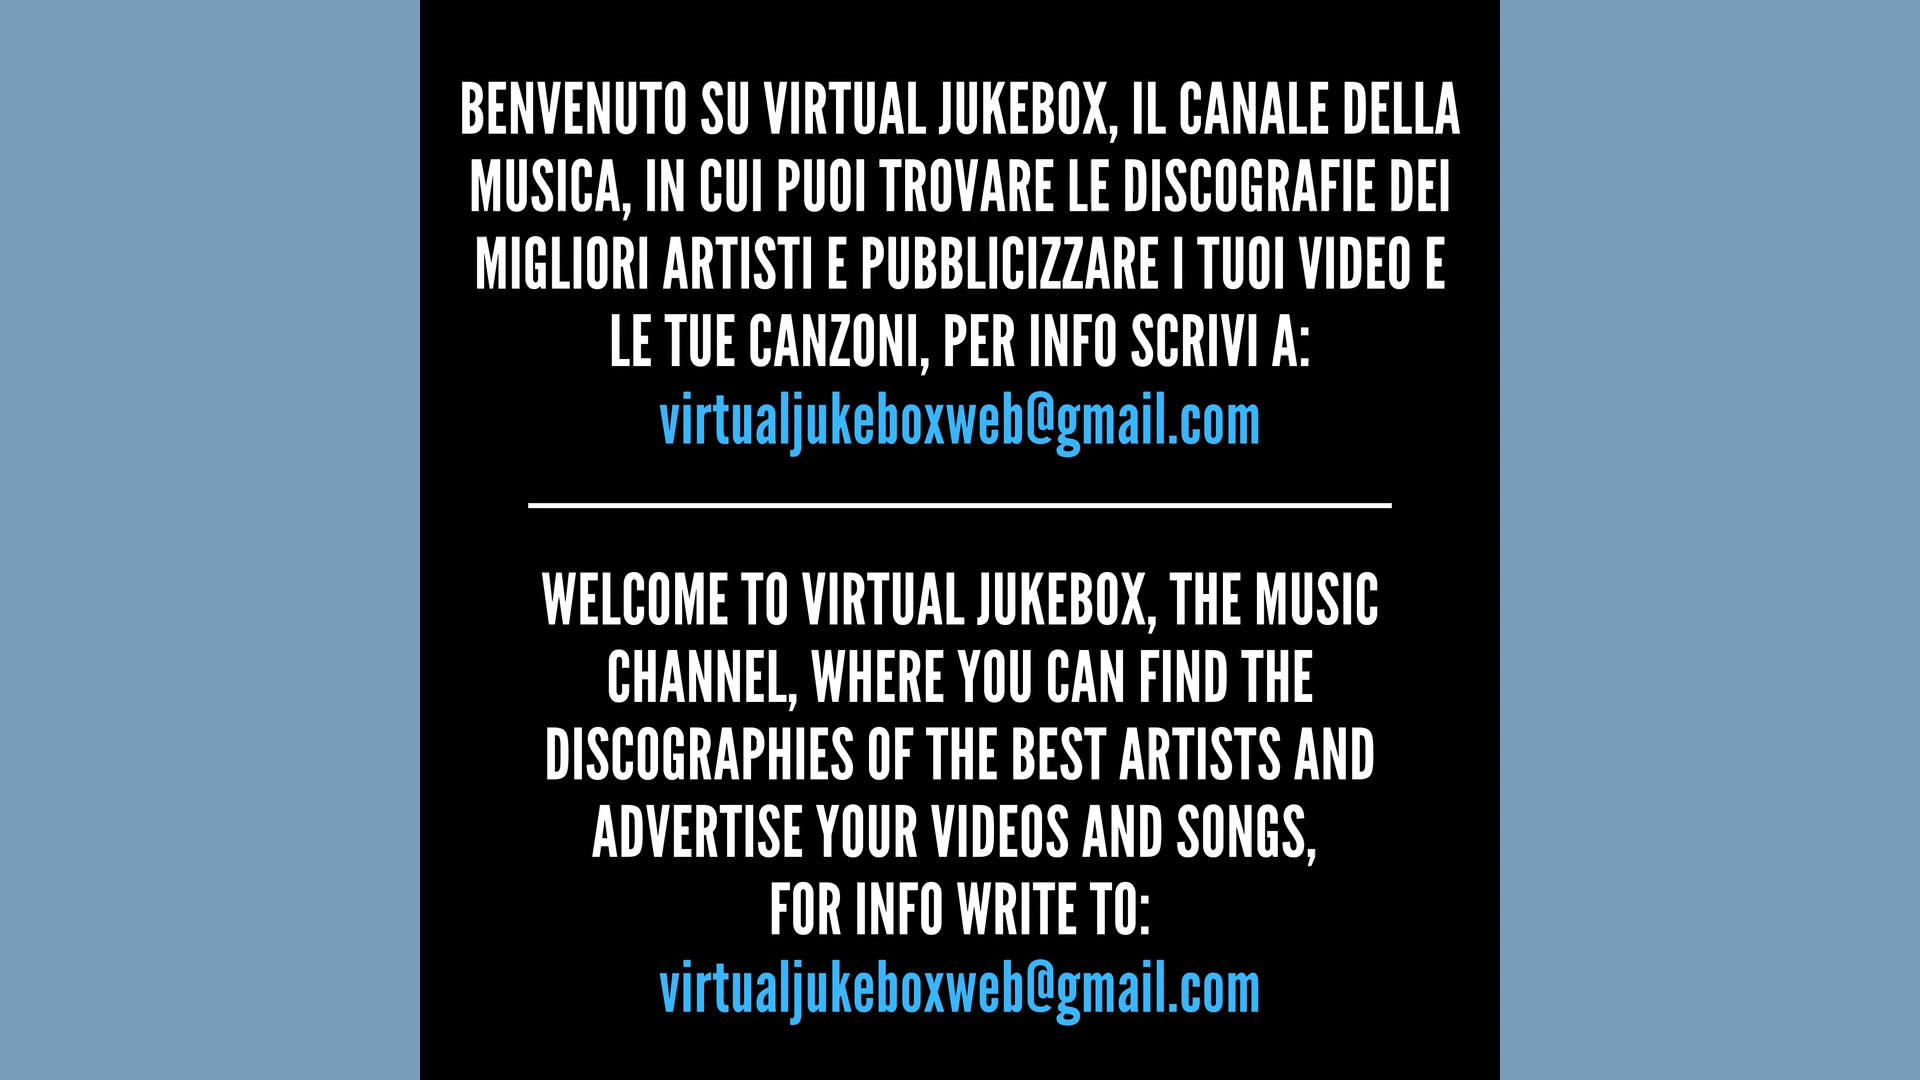 BENVENUTO SU VIRTUAL JUKEBOX, IL CANALE DELLA
MUSICA, IN CUI PUOI TROVARE LE DISCOGRAFIE DEI
MIGLIORI ARTISTI E PUBBLICIZZARE I TUOI VIDEO E
LE TUE CANZONI, PER INFO SCRIVI A:
virtualjukeboxweb@gmail.com
WELCOME TO VIRTUAL JUKEBOX, THE MUSIC
CHANNEL, WHERE YOU CAN FIND THE
DISCOGRAPHIES OF THE BEST ARTISTS AND
ADVERTISE YOUR VIDEOS AND SONGS,
FOR INFO WRITE TO:
virtualjukeboxweb@gmail.com